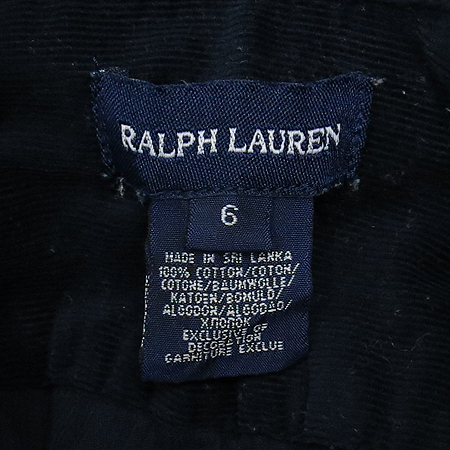 RALPH LAUREN
6
MADE IN SRI LANKA
100% COTTON/COTON/
COTONE/BAUMWOLLE/
KATOEN/BOMULD/
ALGODON/ALGODAO/
ХЛОПОК
EXCLUSIVE OF
DECORATION
GARNITURE EXCLUE